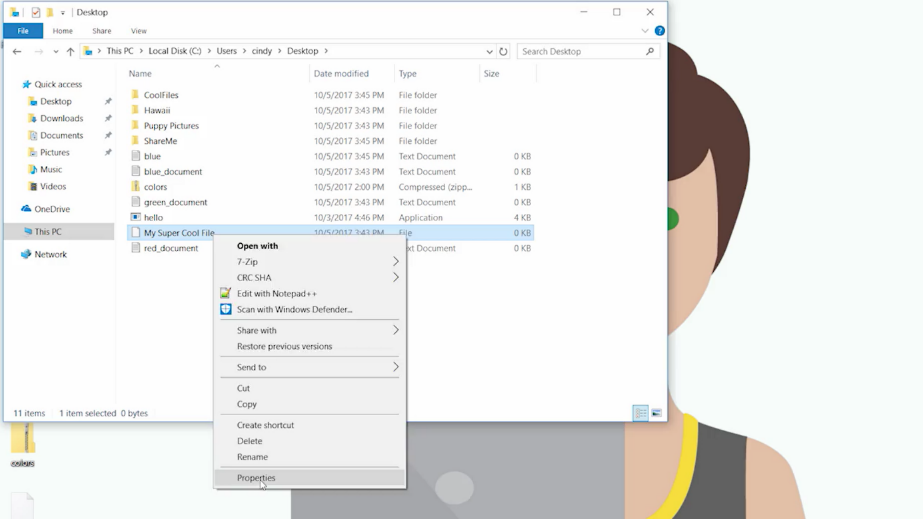 Desktop
File Home Share View
This PC Local Disk (C:) Users cindy Desktop
Search Desktop
Name Date modified Type Size
Quick access
Desktop
Downloads
Documents
Pictures
Music
Videos
OneDrive
This PC
Network
CoolFiles 10/5/2017 3:45 PM File folder
Hawaii 10/5/2017 3:43 PM File folder
Puppy Pictures 10/5/2017 3:43 PM File folder
ShareMe 10/5/2017 3:43 PM File folder
blue 10/5/2017 3:43 PM Text Document 0 KB
blue_document 10/5/2017 3:43 PM Text Document 0 KB
colors 10/5/2017 2:00 PM Compressed (zipp... 1 KB
green_document 10/5/2017 3:43 PM Text Document 0 KB
hello 10/3/2017 4:46 PM Application 4 KB
My Super Cool File 10/5/2017 3:43 PM File 0 KB
red_document Text Document 0 KB
Open with
7-Zip
CRC SHA
Edit with Notepad++
Scan with Windows Defender...
Share with
Restore previous versions
Send to
Cut
Copy
Create shortcut
Delete
Rename
Properties
11 items 1 item selected 0 bytes
colors